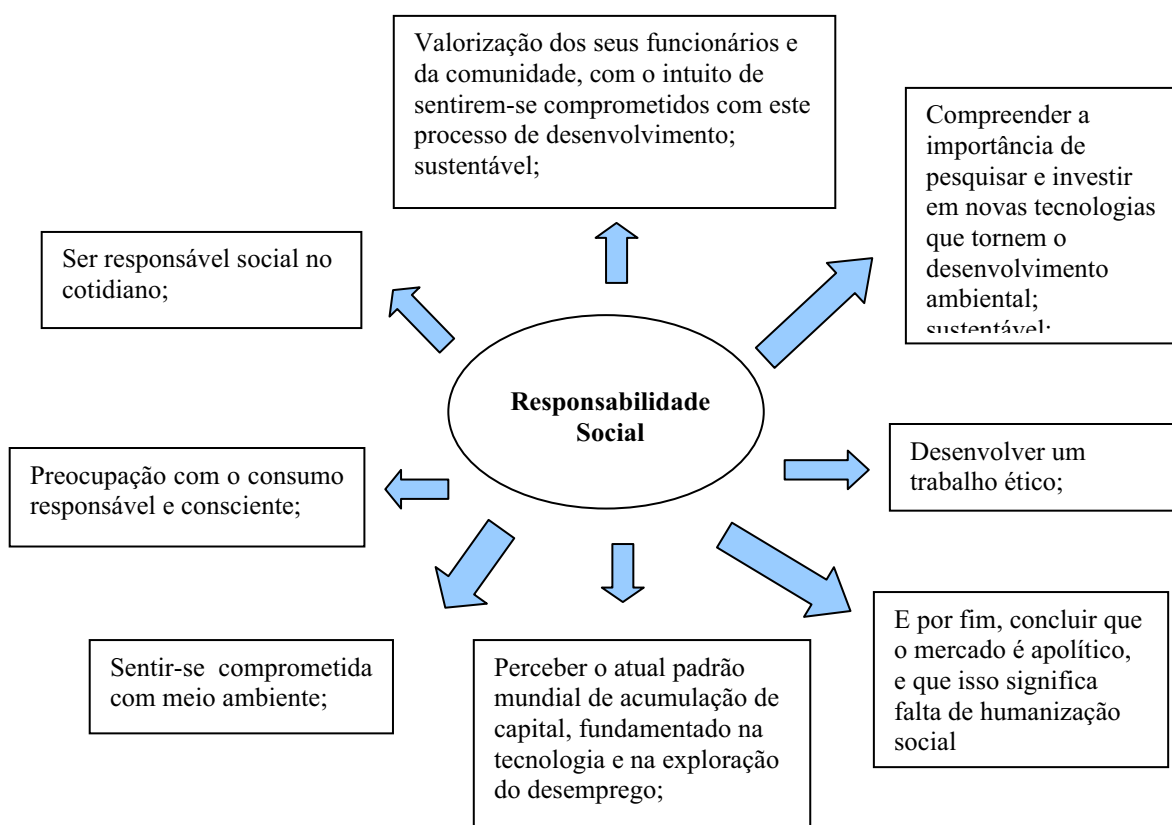 Valorização dos seus funcionários e
da comunidade, com o intuito de
sentirem-se comprometidos com este
processo de desenvolvimento;
sustentável;
Compreender a
importância de
pesquisar e investir
em novas tecnologias
que tornem o
desenvolvimento
ambiental;
sustentável;
Ser responsável social no
cotidiano;
Responsabilidade
Social
Preocupação com o consumo
responsável e consciente;
Desenvolver um
trabalho ético;
Sentir-se comprometida
com meio ambiente;
Perceber o atual padrão
mundial de acumulação de
capital, fundamentado na
tecnologia e na exploração
do desemprego;
E por fim, concluir que
o mercado é apolítico,
e que isso significa
falta de humanização
social